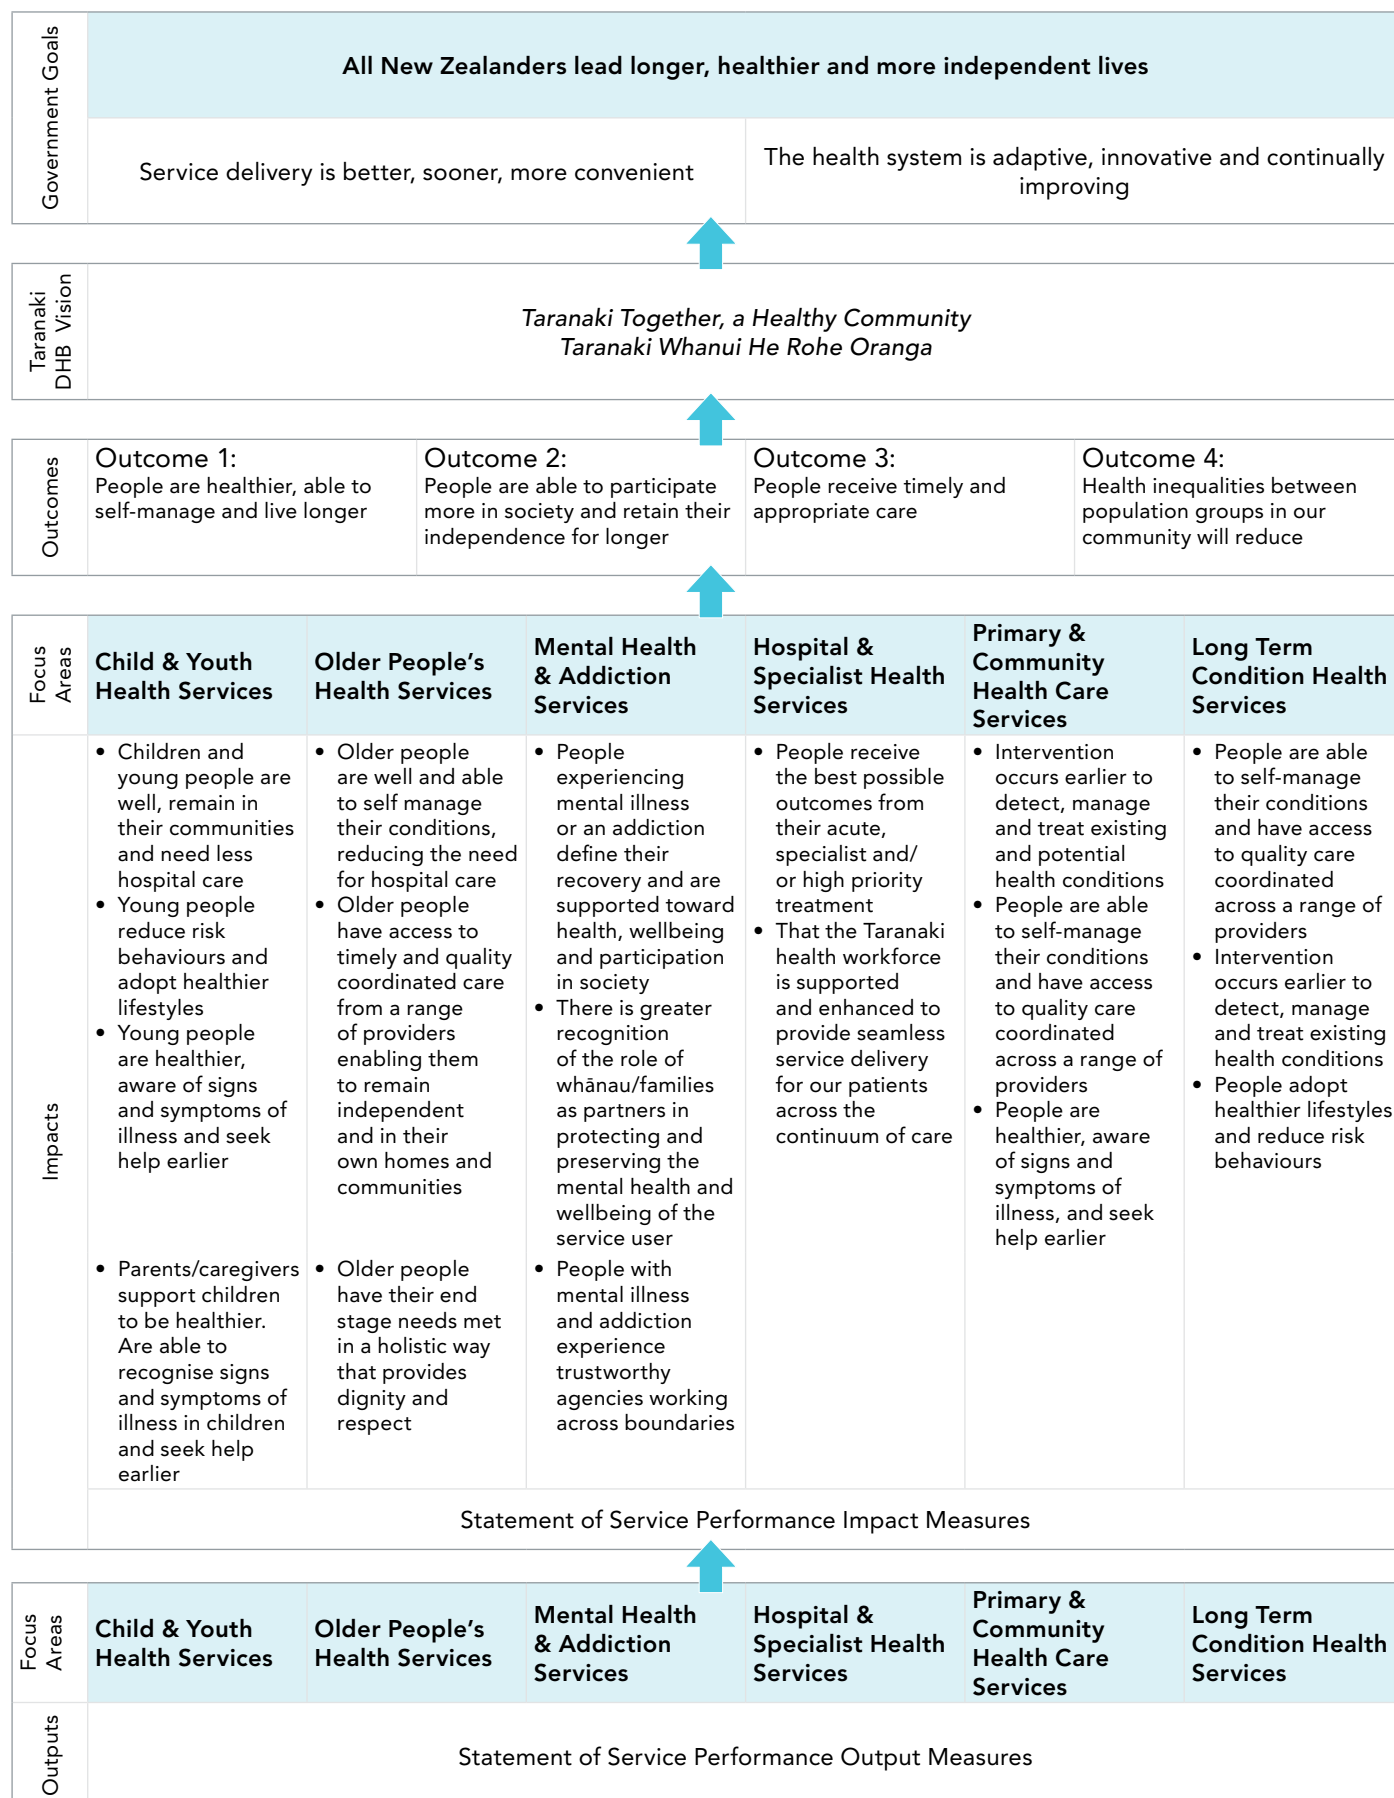 Government Goals
All New Zealanders lead longer, healthier and more independent lives
Service delivery is better, sooner, more convenient
The health system is adaptive, innovative and continually
improving
Taranaki
DHB Vision
Taranaki Together, a Healthy Community
Taranaki Whanui He Rohe Oranga
Outcomes
Outcome 1:
People are healthier, able to
self-manage and live longer
Outcome 2:
People are able to participate
more in society and retain their
independence for longer
Outcome 3:
People receive timely and
appropriate care
Outcome 4:
Health inequalities between
population groups in our
community will reduce
Focus
Areas
Child & Youth
Health Services
Older People's
Health Services
Mental Health
& Addiction
Services
Hospital &
Specialist Health
Services
Primary &
Community
Health Care
Services
Long Term
Condition Health
Services
Impacts
• Children and
young people are
well, remain in
their communities
and need less
hospital care
• Young people
reduce risk
behaviours and
adopt healthier
lifestyles
• Young people
are healthier,
aware of signs
and symptoms of
illness and seek
help earlier
• Parents/caregivers
support children
to be healthier.
Are able to
recognise signs
and symptoms of
illness in children
and seek help
earlier
• Older people
are well and able
to self manage
their conditions,
reducing the need
for hospital care
• Older people
have access to
timely and quality
coordinated care
from a range
of providers
enabling them
to remain
independent
and in their
own homes and
communities
• Older people
have their end
stage needs met
in a holistic way
that provides
dignity and
respect
• People
experiencing
mental illness
or an addiction
define their
recovery and are
supported toward
health, wellbeing
and participation
in society
• There is greater
recognition
of the role of
whānau/families
as partners in
protecting and
preserving the
mental health and
wellbeing of the
service user
• People with
mental illness
and addiction
experience
trustworthy
agencies working
across boundaries
• People receive
the best possible
outcomes from
their acute,
specialist and/
or high priority
treatment
• That the Taranaki
health workforce
is supported
and enhanced to
provide seamless
service delivery
for our patients
across the
continuum of care
• Intervention
occurs earlier to
detect, manage
and treat existing
and potential
health conditions
• People are able
to self-manage
their conditions
and have access
to quality care
coordinated
across a range of
providers
• People are
healthier, aware
of signs and
symptoms of
illness, and seek
help earlier
• People are able
to self-manage
their conditions
and have access
to quality care
coordinated
across a range of
providers
• Intervention
occurs earlier to
detect, manage
and treat existing
health conditions
• People adopt
healthier lifestyles
and reduce risk
behaviours
Statement of Service Performance Impact Measures
Focus
Areas
Child & Youth
Health Services
Older People's
Health Services
Mental Health
& Addiction
Services
Hospital &
Specialist Health
Services
Primary &
Community
Health Care
Services
Long Term
Condition Health
Services
Outputs
Statement of Service Performance Output Measures